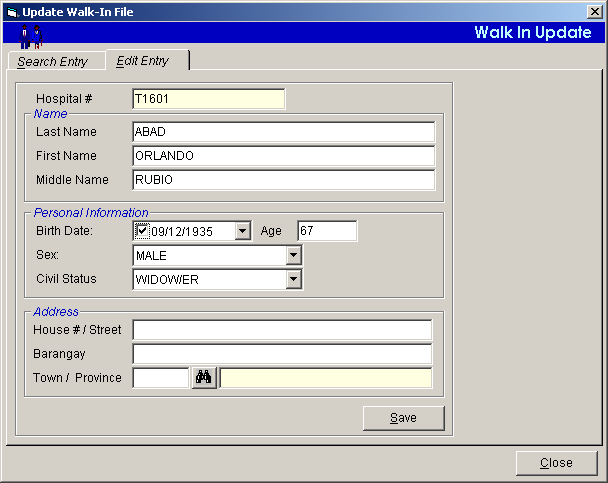 Update Walk-In File
Walk In Update
Search Entry Edit Entry
Hospital # T1601
Name
Last Name ABAD
First Name ORLANDO
Middle Name RUBIO
Personal Information
Birth Date: 09/12/1935 Age 67
Sex: MALE
Civil Status WIDOW/ER
Address
House # / Street
Barangay
Town / Province
Save
Close